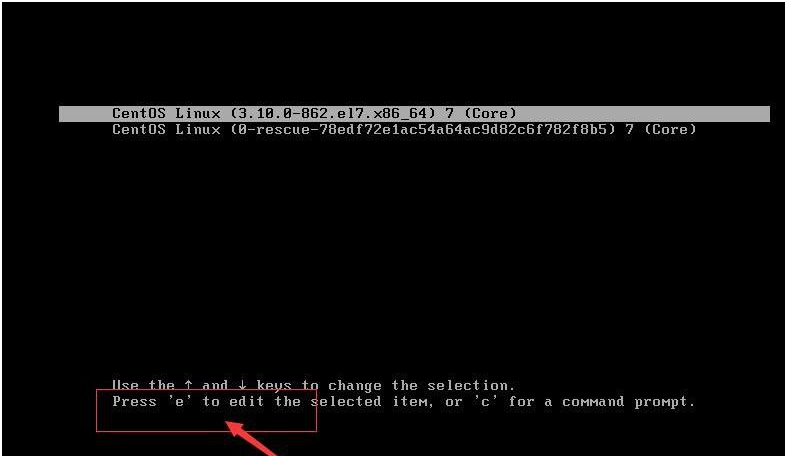 CentOS Linux (3.10.0-862.el7.x86_64) 7 (Core)
CentOS Linux (0-rescue-78edf72e1ac54a64ac9d82c6f782f8b5) 7 (Core)
Use the ↑ and ↓ keys to change the selection.
Press 'e' to edit the selected item, or 'c' for a command prompt.